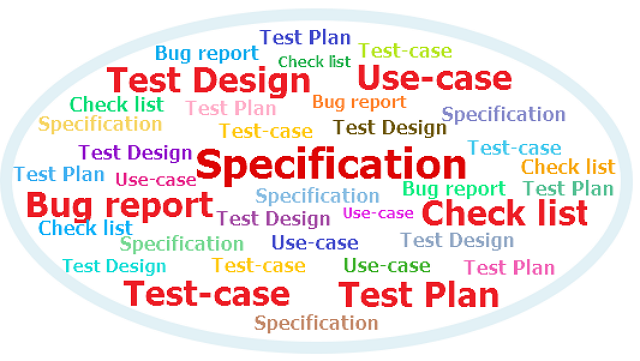 Test Plan
Bug report Test-case
Check list
Test Design Use-case
Check list Test Plan Bug report
Specification
Specification Test-case Test Design
Test Design Specification Test-case
Test Plan Use-case Check list
Bug report Specification Bug report Test Plan
Test Design Use-case Check list
Check list
Specification Use-case Test Design
Test Design Test-case Use-case Test Plan
Test-case Test Plan
Specification